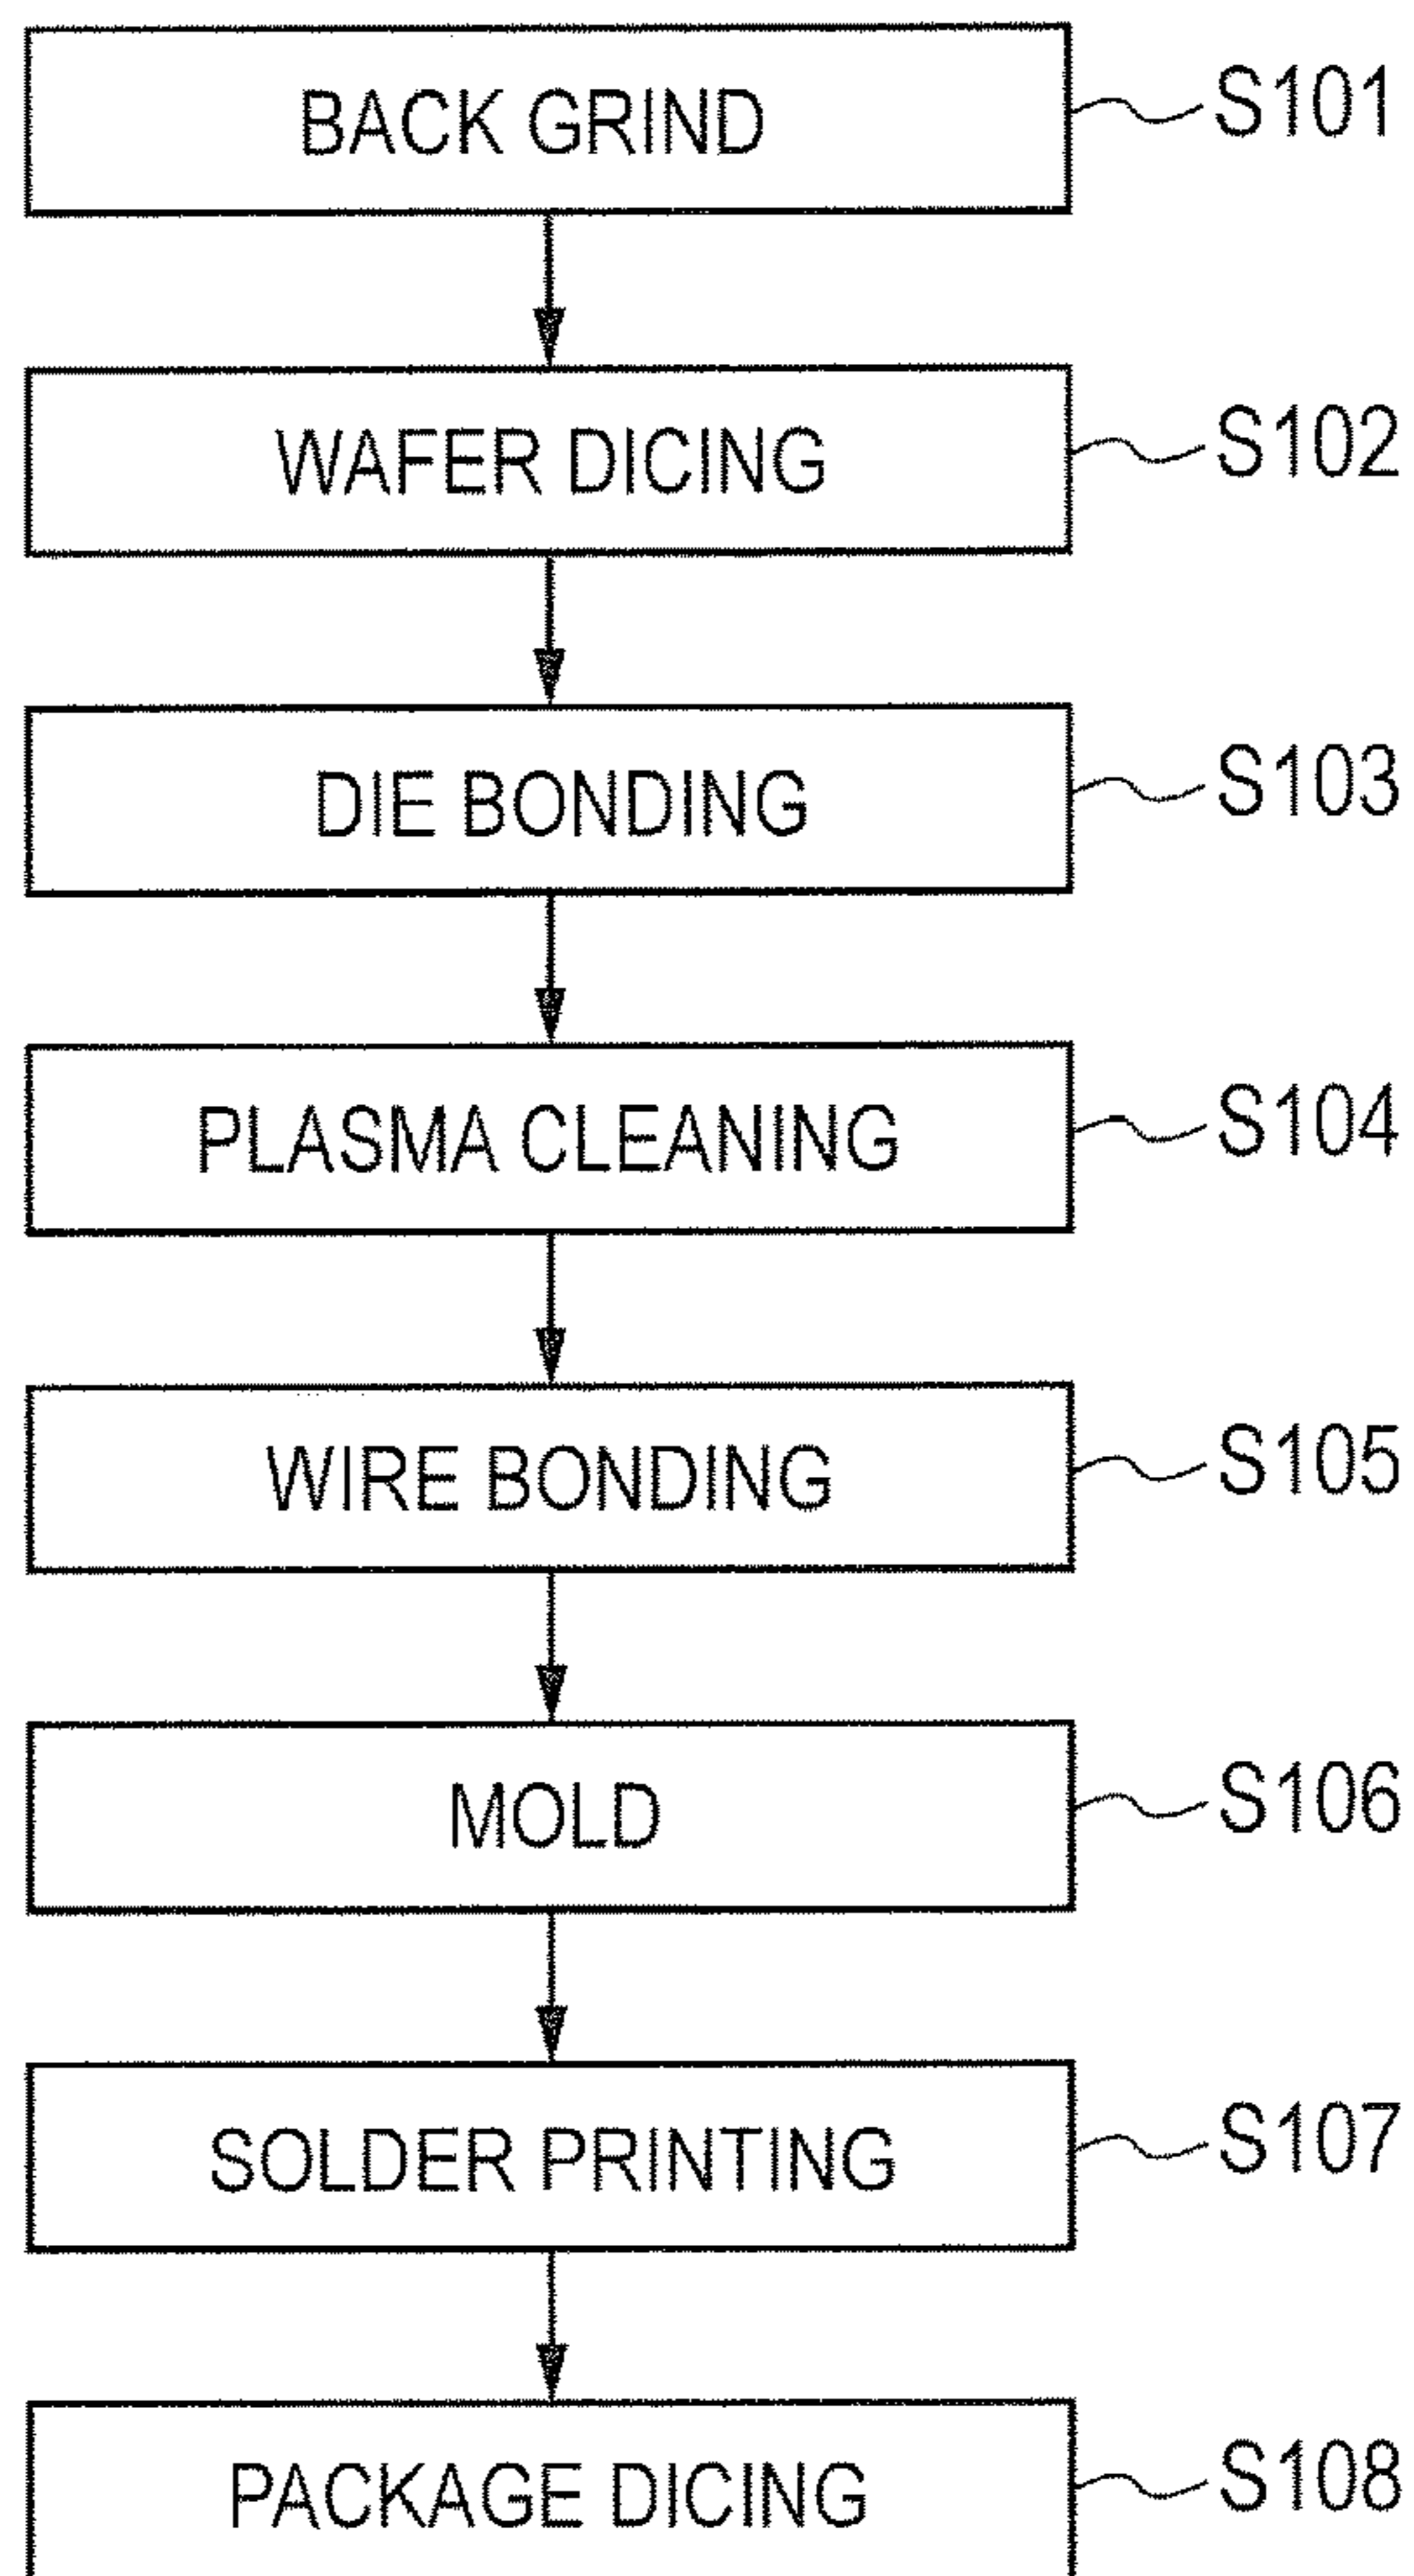 BACK GRIND S101
WAFER DICING S102
DIE BONDING S103
PLASMA CLEANING S104
WIRE BONDING S105
MOLD S106
SOLDER PRINTING S107
PACKAGE DICING S108